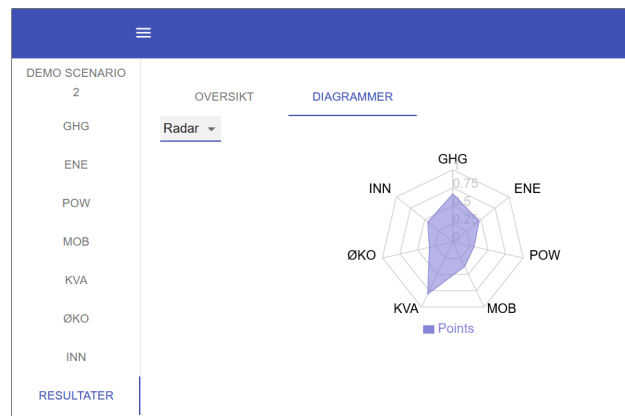 DEMO SCENARIO
2
GHG
ENE
POW
MOB
KVA
ØKO
INN
RESULTATER
OVERSIKT
DIAGRAMMER
Radar
GHG
ENE
POW
MOB
KVA
ØKO
INN
1
0.75
0.5
0.25
0
Points